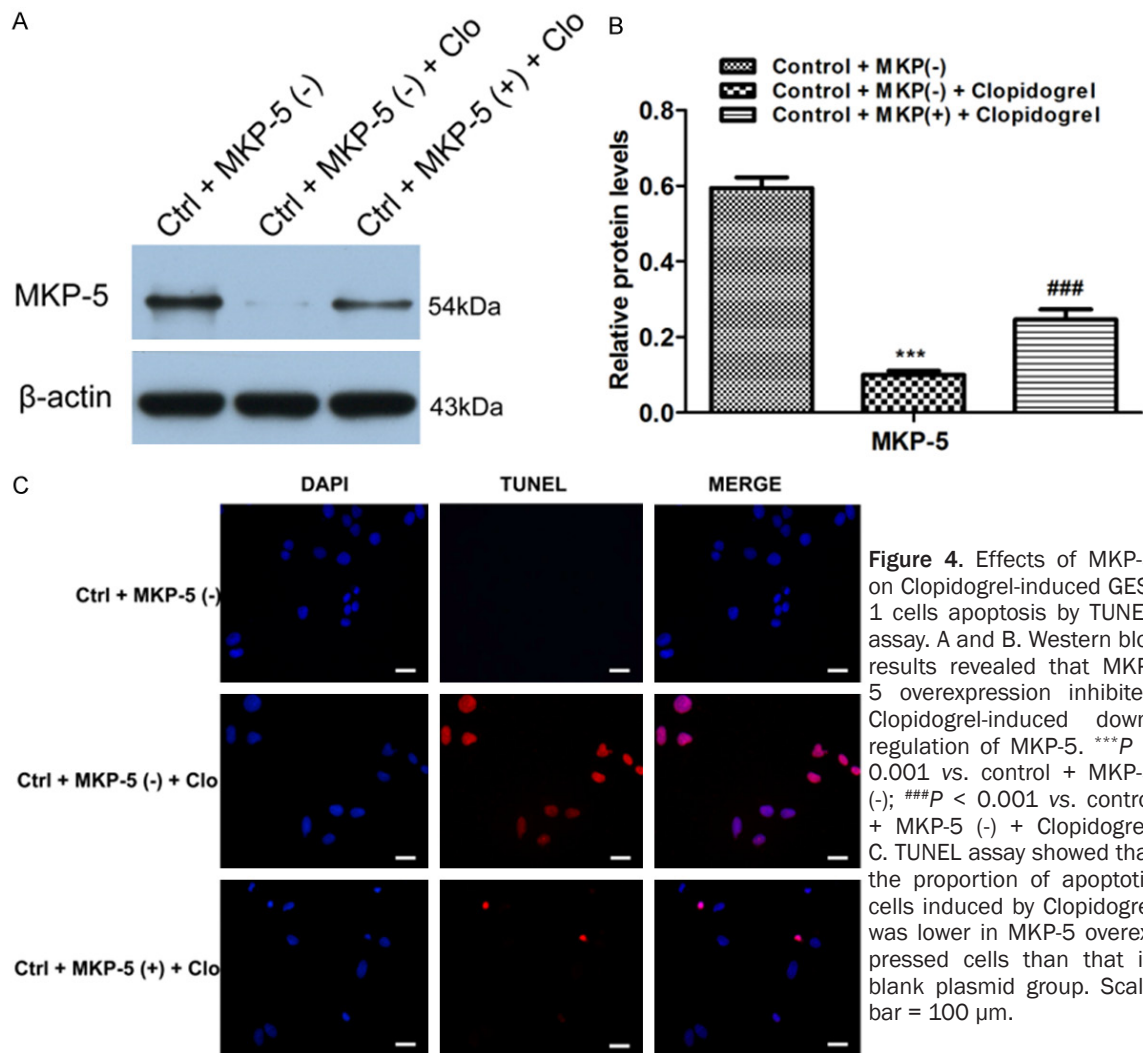 A
Ctrl + MKP-5 (-)
Ctrl + MKP-5 (-) + Clo
Ctrl + MKP-5 (+) + Clo
MKP-5
54kDa
β-actin
43kDa
B
Control + MKP(-)
Control + MKP(-) + Clopidogrel
Control + MKP(+) + Clopidogrel
Relative protein levels
0.8
0.6
0.4
0.2
0.0
***
###
MKP-5
C
DAPI TUNEL MERGE
Ctrl + MKP-5 (-)
Ctrl + MKP-5 (-) + Clo
Ctrl + MKP-5 (+) + Clo
Figure 4. Effects of MKP-
on Clopidogrel-induced GES
1 cells apoptosis by TUNEL
assay. A and B. Western blo
results revealed that MKP
5 overexpression inhibite
Clopidogrel-induced down
regulation of MKP-5. ***P
0.001 vs. control + MKP-
(-); ###P < 0.001 vs. contro
+ MKP-5 (-) + Clopidogre
C. TUNEL assay showed tha
the proportion of apoptoti
cells induced by Clopidogre
was lower in MKP-5 overex
pressed cells than that i
blank plasmid group. Scal
bar = 100 µm.